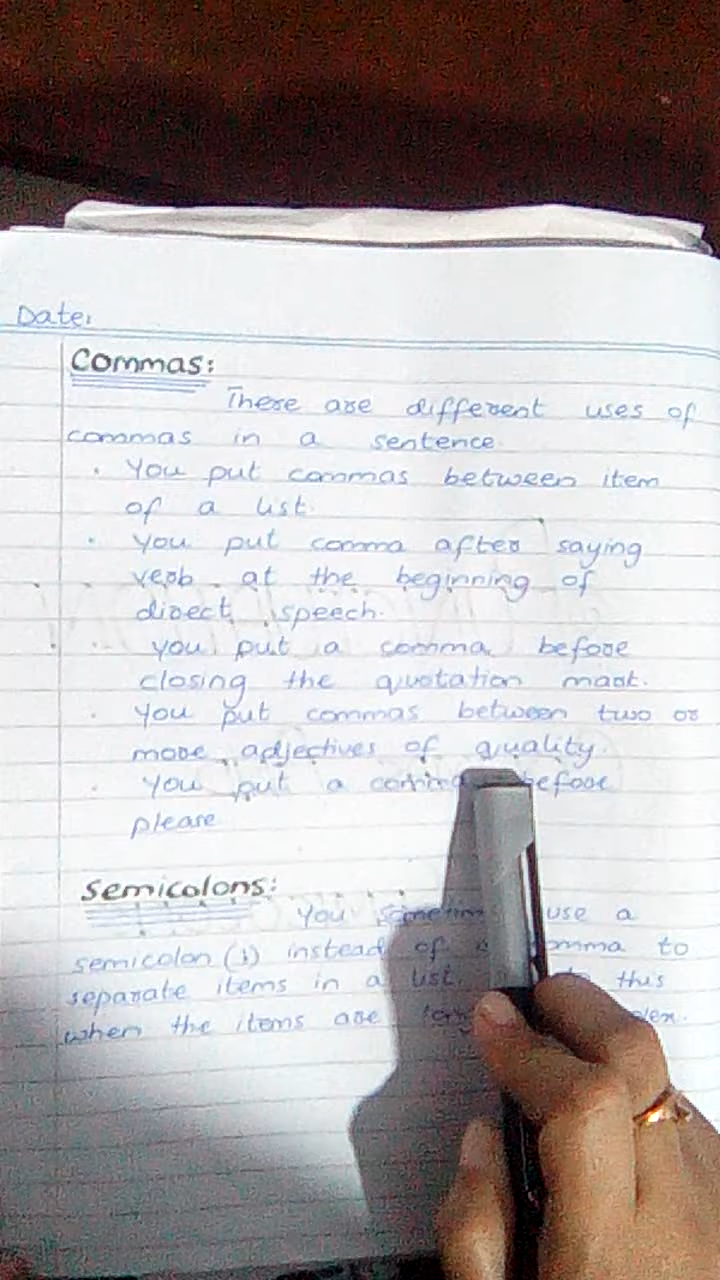 Date:
Commas:
There are different uses of
commas in a sentence.
• You put commas between item
of a list.
• You put comma after saying
verb at the beginning of
direct speech.
• you put a comma before
closing the quotation mark.
• You put commas between two or
more adjectives of quality.
• You put a comma before
please
Semicolons:
You use a
semicolon (;) instead of a comma to
separate items in a list. this
when the items are